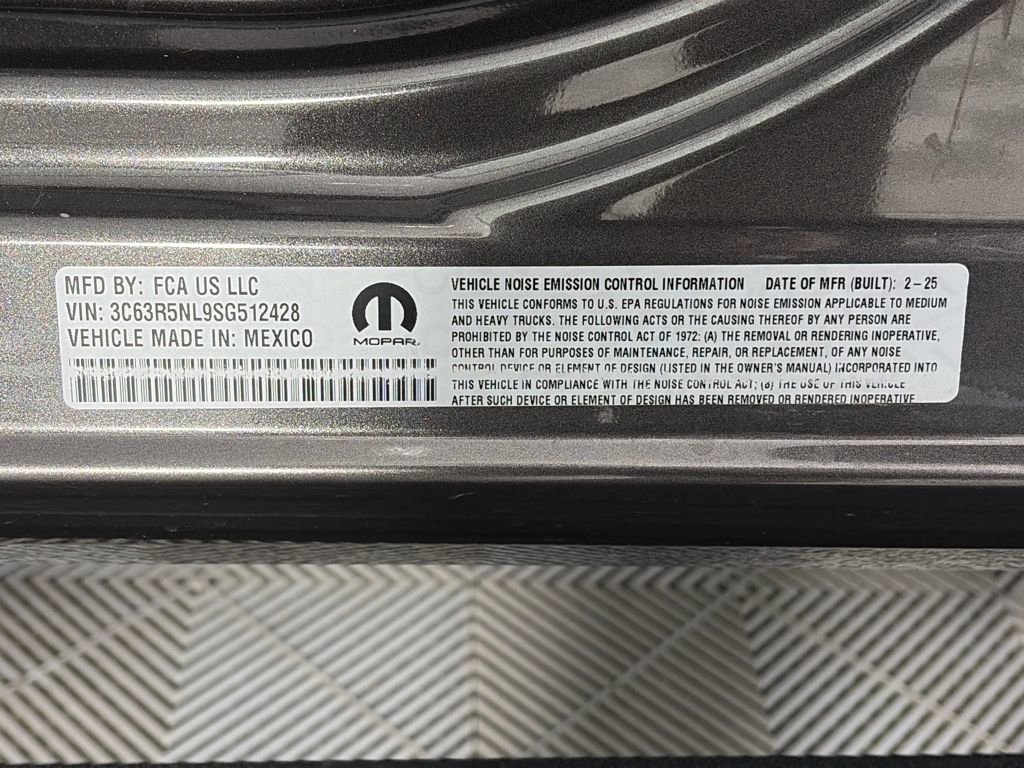 MFD BY: FCA US LLC
VIN: 3C63R5NL9SG512428
VEHICLE MADE IN: MEXICO
MOPAR
VEHICLE NOISE EMISSION CONTROL INFORMATION DATE OF MFR (BUILT): 2-25
THIS VEHICLE CONFORMS TO U.S. EPA REGULATIONS FOR NOISE EMISSION APPLICABLE TO MEDIUM
AND HEAVY TRUCKS. THE FOLLOWING ACTS OR THE CAUSING THEREOF BY ANY PERSON ARE
PROHIBITED BY THE NOISE CONTROL ACT OF 1972: (A) THE REMOVAL OR RENDERING INOPERATIVE,
OTHER THAN FOR PURPOSES OF MAINTENANCE, REPAIR, OR REPLACEMENT, OF ANY NOISE
CONTROL DEVICE OR ELEMENT OF DESIGN (LISTED IN THE OWNER'S MANUAL) INCORPORATED INTO
THIS VEHICLE IN COMPLIANCE WITH THE NOISE CONTROL ACT; (B) THE USE OF THIS VEHICLE
AFTER SUCH DEVICE OR ELEMENT OF DESIGN HAS BEEN REMOVED OR RENDERED INOPERATIVE